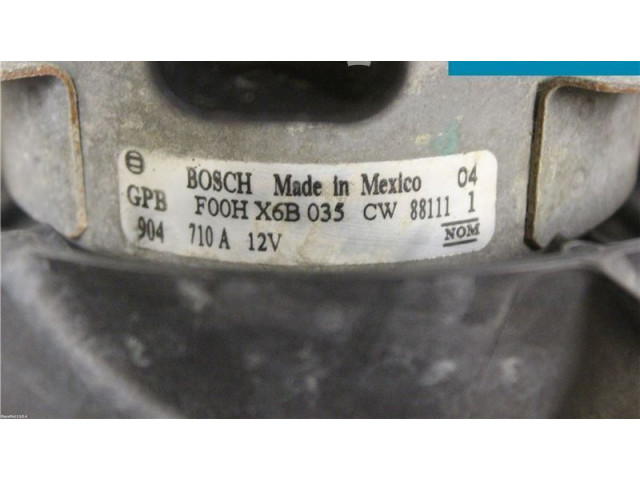 BOSCH Made in Mexico 04
GPB F00H X6B 035 CW 88111 1
904 710 A 12V NOM